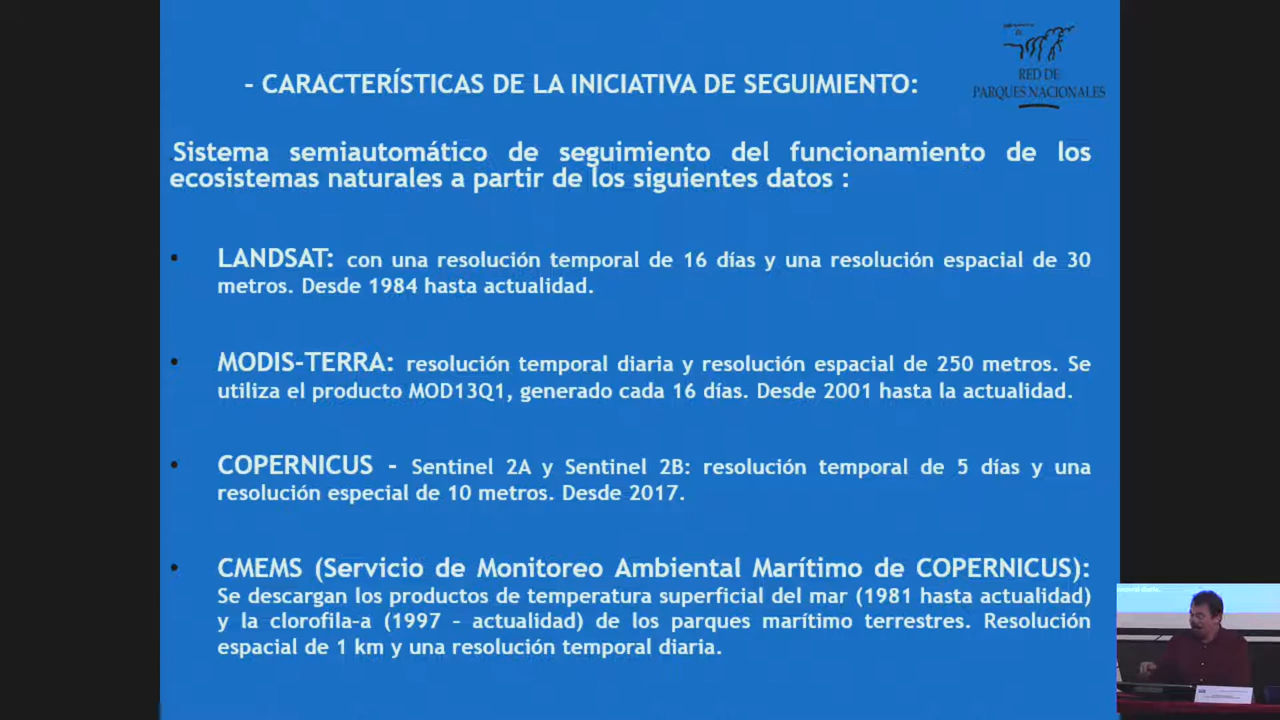 - CARACTERÍSTICAS DE LA INICIATIVA DE SEGUIMIENTO:
RED DE
PARQUES NACIONALES
Sistema semiautomático de seguimiento del funcionamiento de los
ecosistemas naturales a partir de los siguientes datos :
• LANDSAT: con una resolución temporal de 16 días y una resolución espacial de 30
metros. Desde 1984 hasta actualidad.
• MODIS-TERRA: resolución temporal diaria y resolución espacial de 250 metros. Se
utiliza el producto MOD13Q1, generado cada 16 días. Desde 2001 hasta la actualidad.
• COPERNICUS - Sentinel 2A y Sentinel 2B: resolución temporal de 5 días y una
resolución especial de 10 metros. Desde 2017.
• CMEMS (Servicio de Monitoreo Ambiental Marítimo de COPERNICUS):
Se descargan los productos de temperatura superficial del mar (1981 hasta actualidad)
y la clorofila-a (1997 – actualidad) de los parques marítimo terrestres. Resolución
espacial de 1 km y una resolución temporal diaria.